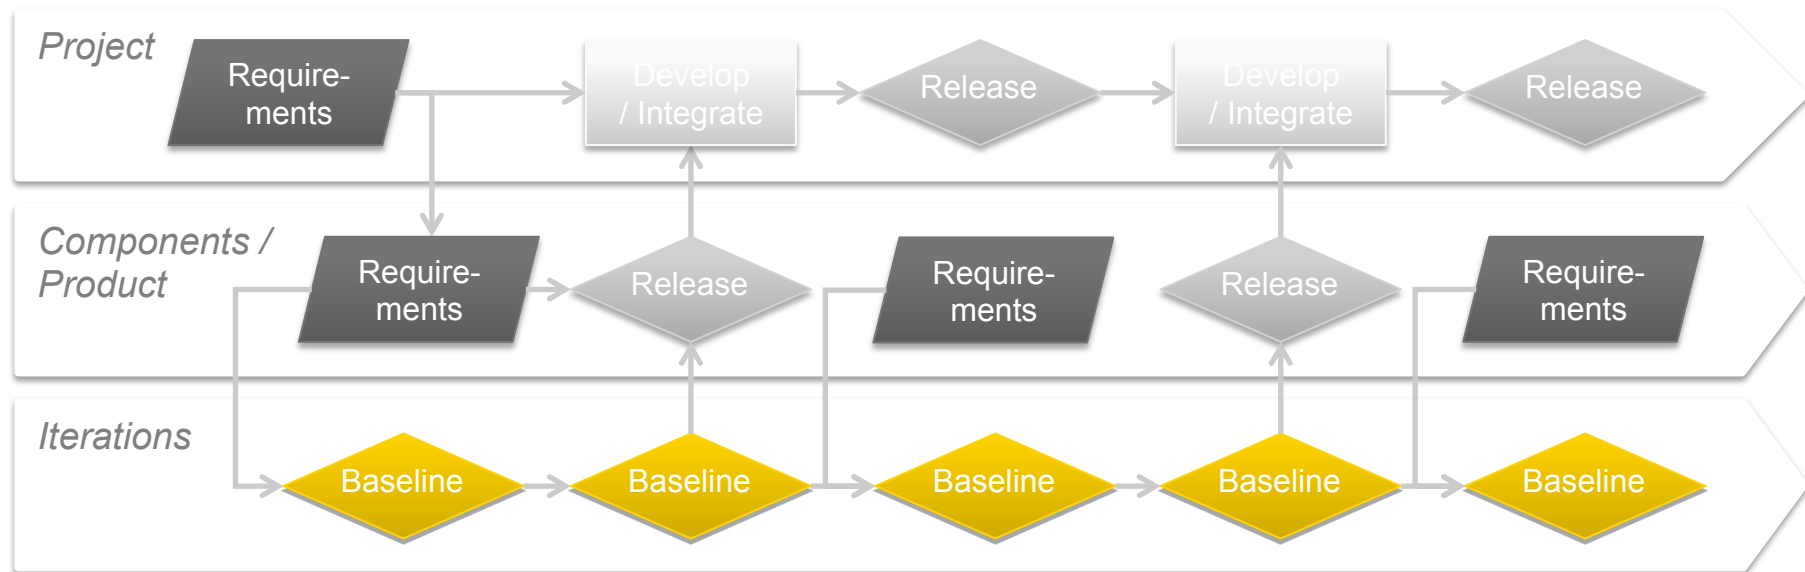 Project
Require-
ments
Develop
/ Integrate
Release
Develop
/ Integrate
Release
Components /
Product
Require-
ments
Release
Require-
ments
Release
Require-
ments
Iterations
Baseline
Baseline
Baseline
Baseline
Baseline